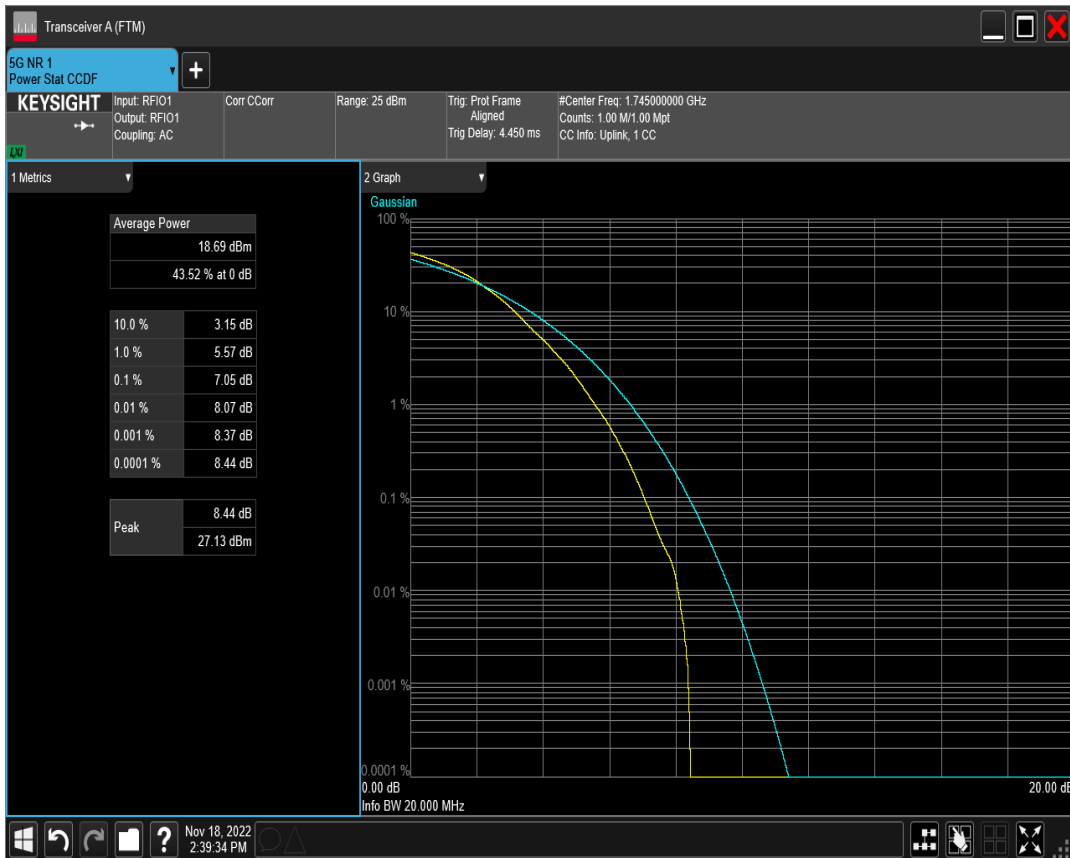 Transceiver A (FTM)
5G NR 1
Power Stat CCDF
+
KEYSIGHT
LXI
Input: RFIO1
Output: RFIO1
Coupling: AC
Corr CCorr
Range: 25 dBm
Trig: Prot Frame
Aligned
Trig Delay: 4.450 ms
#Center Freq: 1.745000000 GHz
Counts: 1.00 M/1.00 Mpt
CC Info: Uplink, 1 CC
1 Metrics
Average Power
18.69 dBm
43.52 % at 0 dB
10.0 % 3.15 dB
1.0 % 5.57 dB
0.1 % 7.05 dB
0.01 % 8.07 dB
0.001 % 8.37 dB
0.0001 % 8.44 dB
Peak 8.44 dB
27.13 dBm
2 Graph
Gaussian
100 %
10 %
1 %
0.1 %
0.01 %
0.001 %
0.0001 %
0.00 dB 20.00 dB
Info BW 20.000 MHz
?
Nov 18, 2022
2:39:34 PM